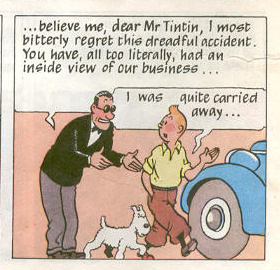 ...believe me, dear Mr Tintin, I most
bitterly regret this dreadful accident.
You have, all too literally, had an
inside view of our business ...
I was quite carried
away...